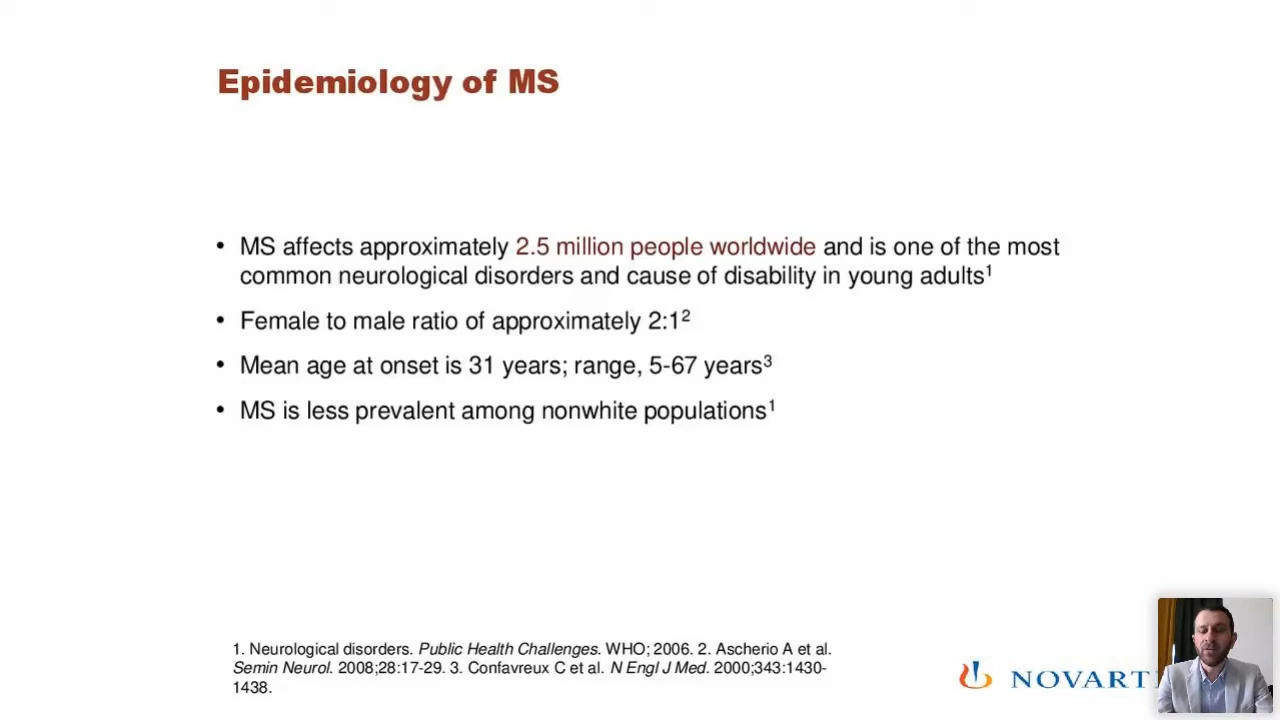 Epidemiology of MS
• MS affects approximately 2.5 million people worldwide and is one of the most
common neurological disorders and cause of disability in young adults¹
• Female to male ratio of approximately 2:1²
• Mean age at onset is 31 years; range, 5-67 years³
• MS is less prevalent among nonwhite populations¹
1. Neurological disorders. Public Health Challenges. WHO; 2006. 2. Ascherio A et al.
Semin Neurol. 2008;28:17-29. 3. Confavreux C et al. N Engl J Med. 2000;343:1430-
1438.
NOVART